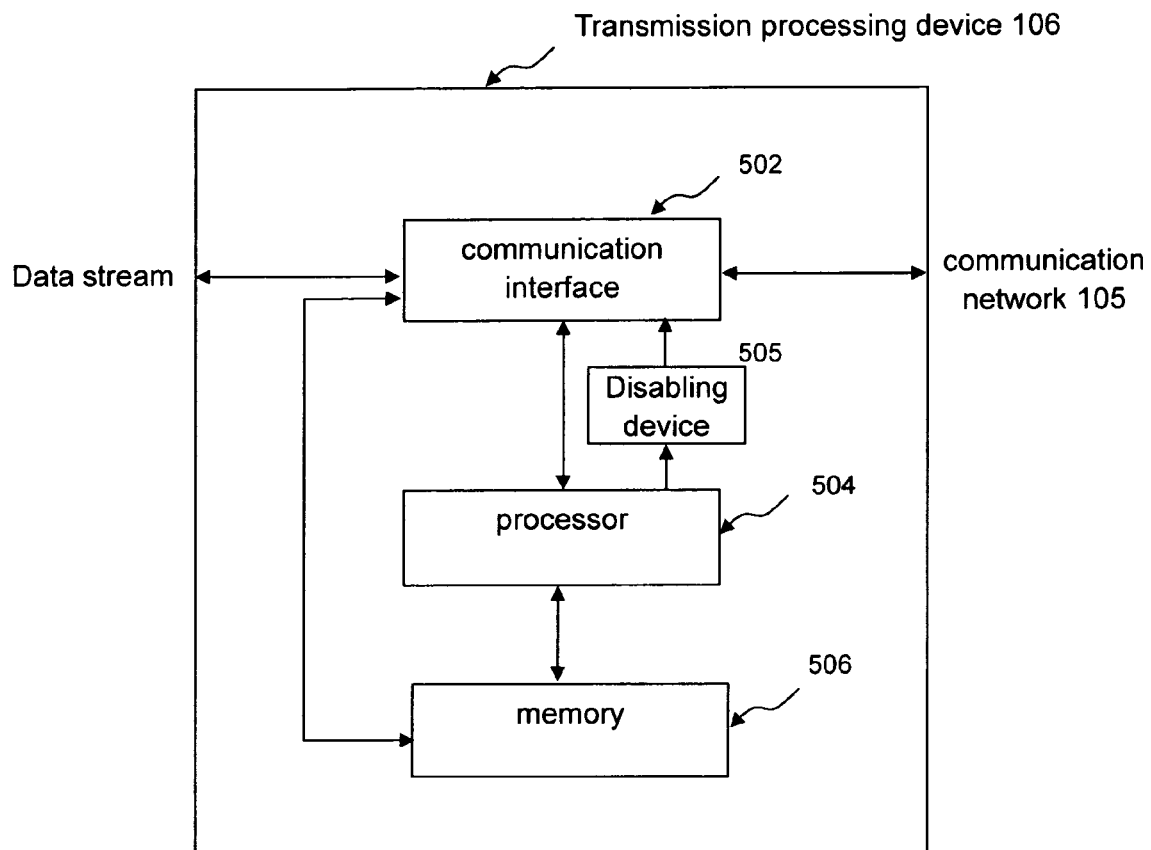 Transmission processing device 106
502
communication
interface
Data stream
communication
network 105
505
Disabling
device
504
processor
506
memory